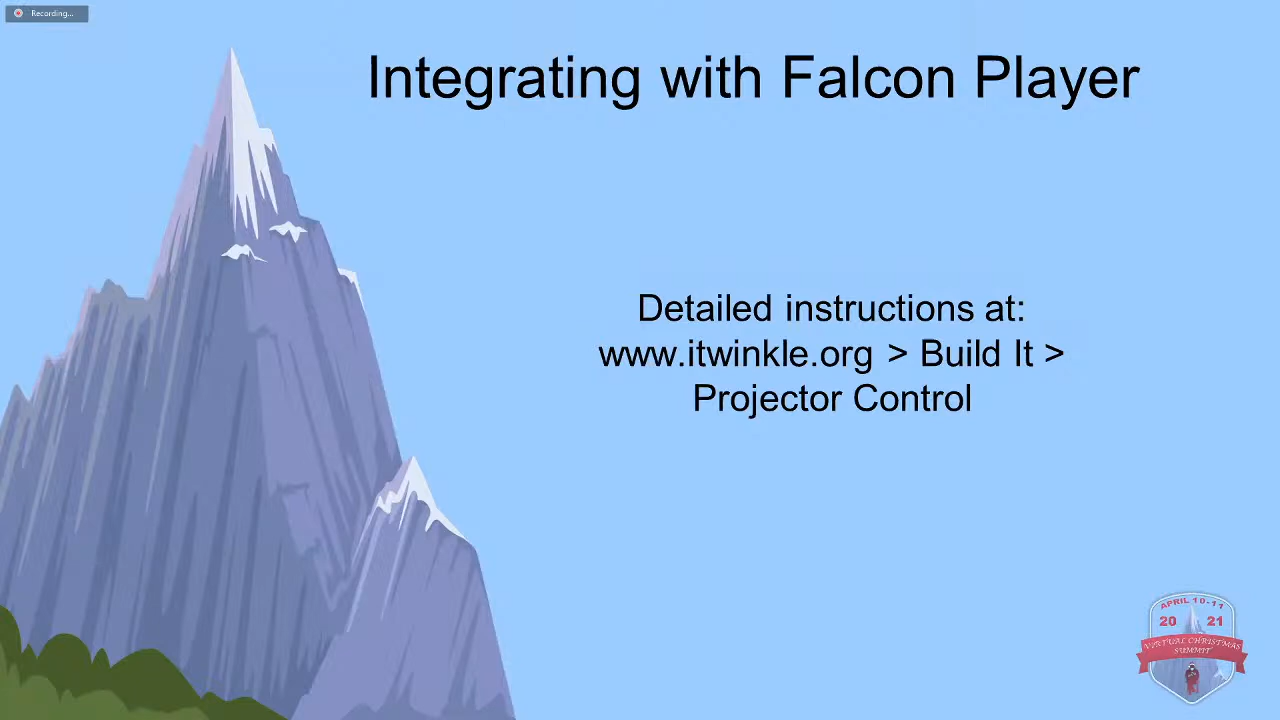 Recording...
Integrating with Falcon Player
Detailed instructions at:
www.itwinkle.org > Build It >
Projector Control
APRIL 10-11
20 21
VIRTUAL CHRISTMAS
SUMMIT